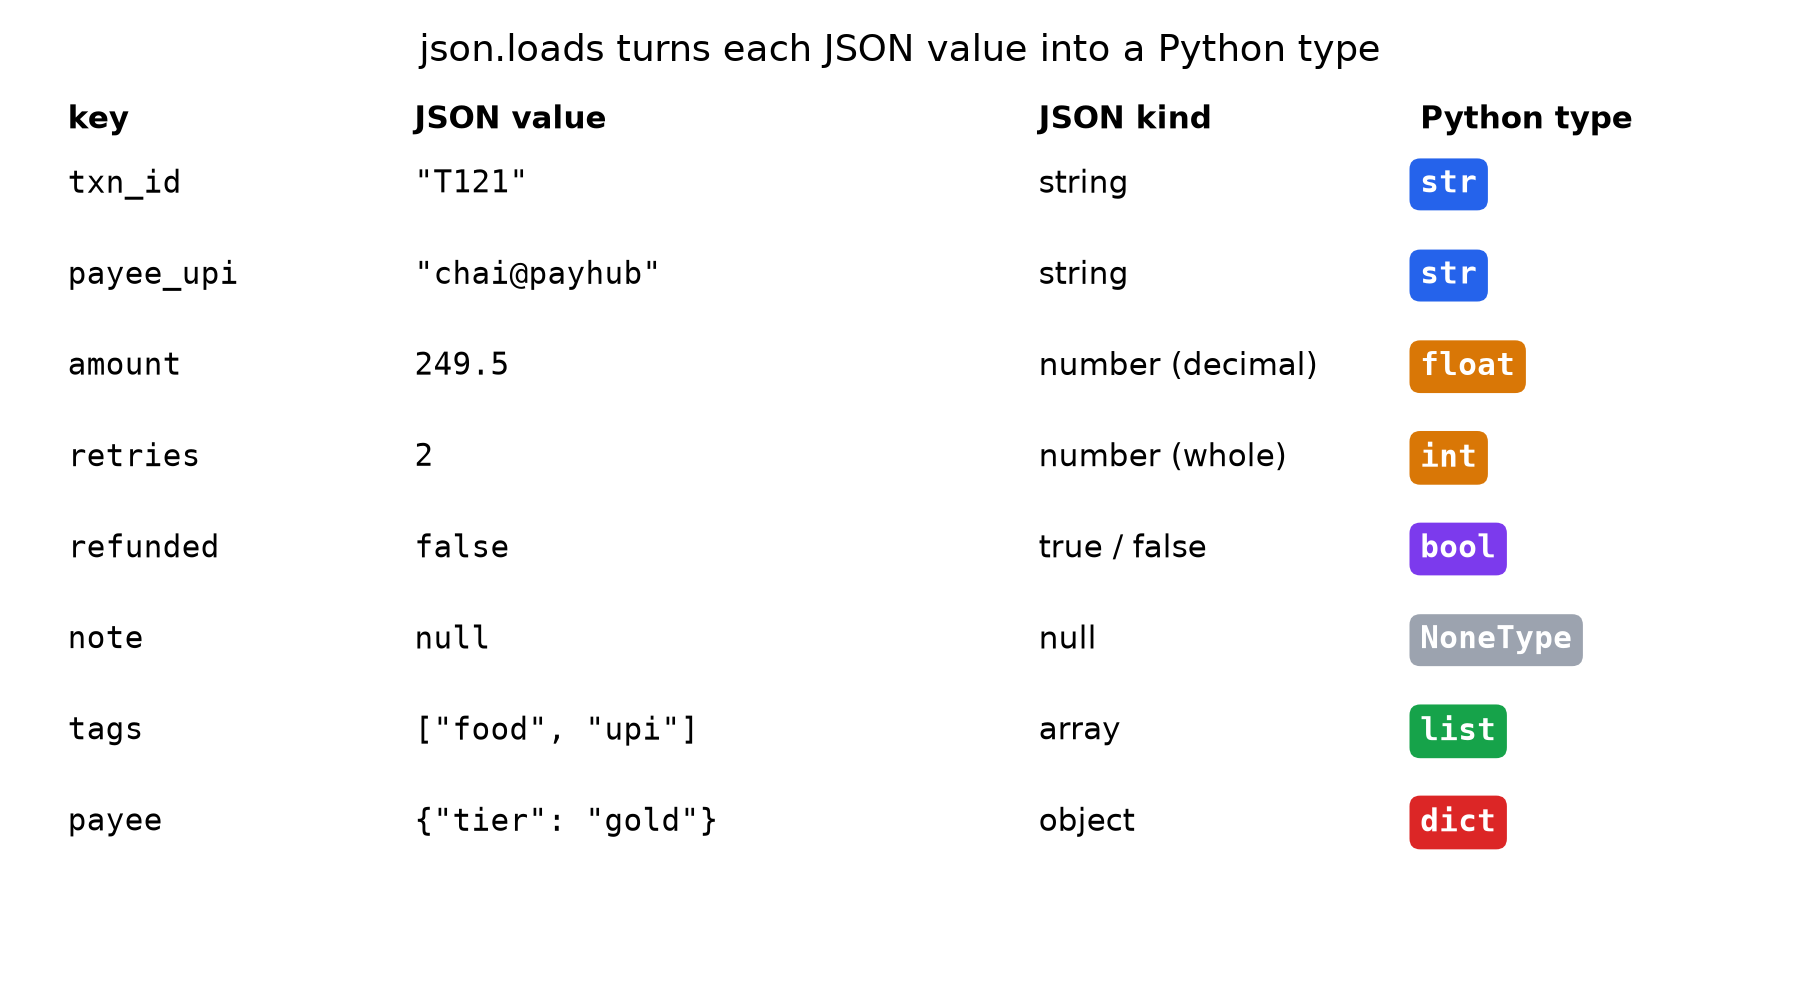 json.loads turns each JSON value into a Python type
key JSON value JSON kind Python type
txn_id "T121" string str
payee_upi "chai@payhub" string str
amount 249.5 number (decimal) float
retries 2 number (whole) int
refunded false true / false bool
note null null NoneType
tags ["food", "upi"] array list
payee {"tier": "gold"} object dict